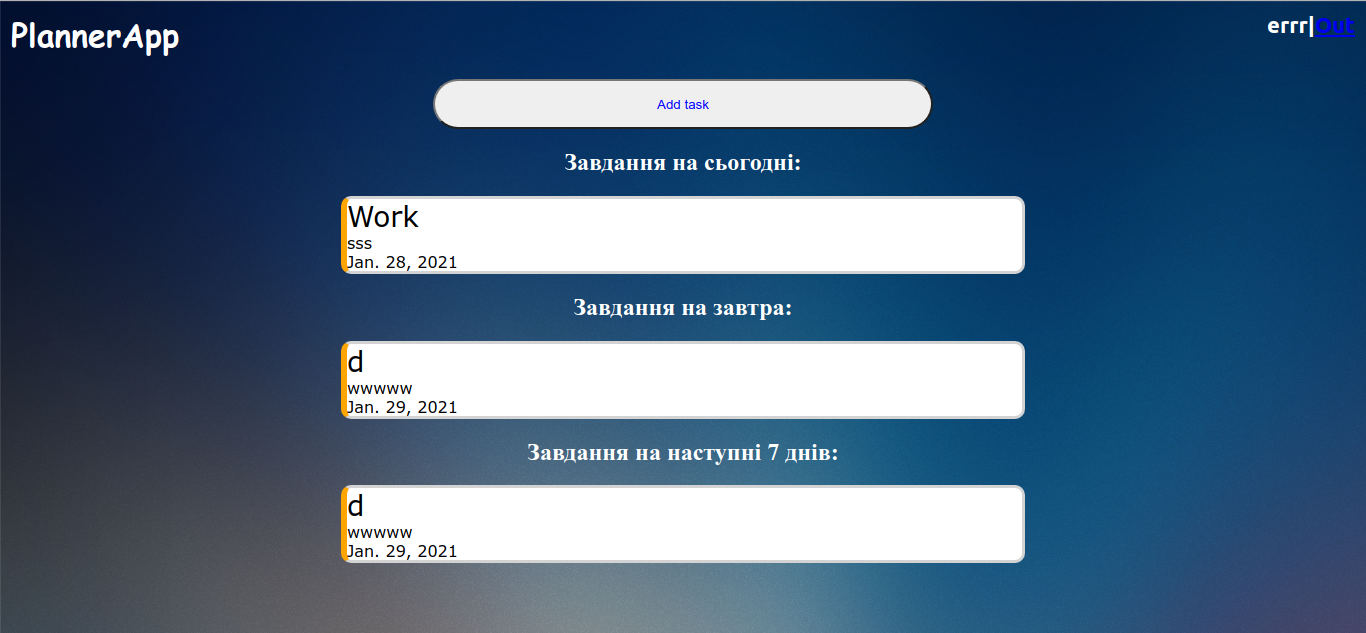 PlannerApp
errr|Out
Add task
Завдання на сьогодні:
Work
sss
Jan. 28, 2021
Завдання на завтра:
d
wwwww
Jan. 29, 2021
Завдання на наступні 7 днів:
d
wwwww
Jan. 29, 2021